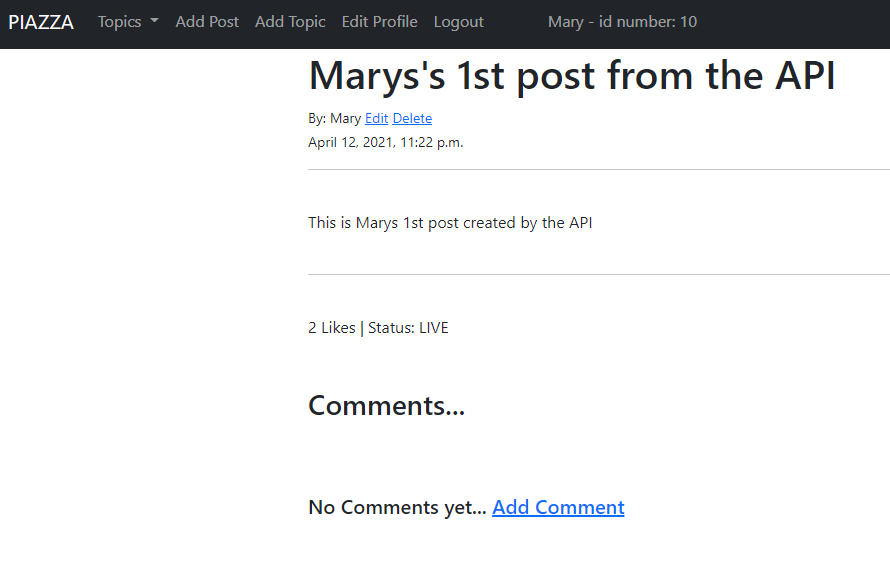 PIAZZA Topics Add Post Add Topic Edit Profile Logout Mary - id number: 10
Marys's 1st post from the API
By: Mary Edit Delete
April 12, 2021, 11:22 p.m.
This is Marys 1st post created by the API
2 Likes | Status: LIVE
Comments...
No Comments yet... Add Comment